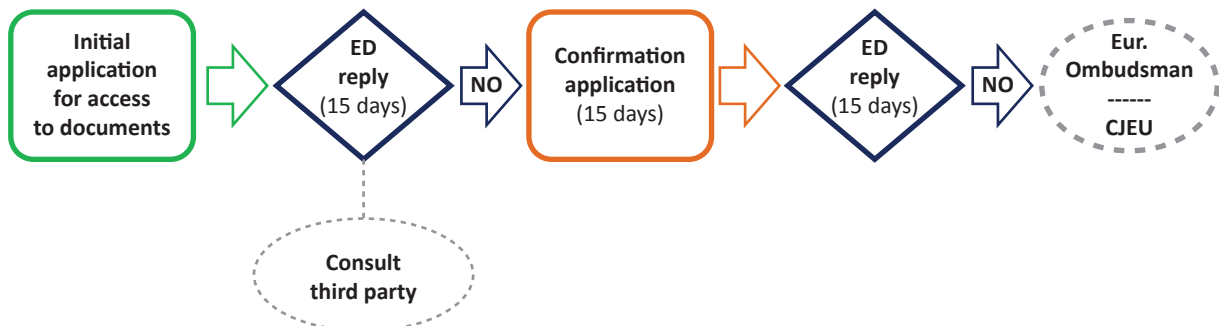 Initial
application
for access
to documents
ED
reply
(15 days)
NO
Confirmation
application
(15 days)
ED
reply
(15 days)
NO
Eur.
Ombudsman
------
CJEU
Consult
third party